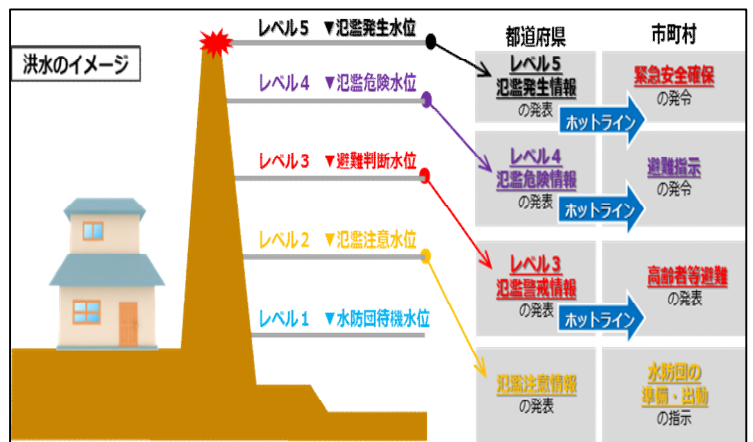 洪水のイメージ
レベル5 ▼氾濫発生水位
レベル4 ▼氾濫危険水位
レベル3 ▼避難判断水位
レベル2 ▼氾濫注意水位
レベル1 ▼水防団待機水位
都道府県
市町村
レベル5
氾濫発生情報
の発表
ホットライン
緊急安全確保
の発令
レベル4
氾濫危険情報
の発表
ホットライン
避難指示
の発令
レベル3
氾濫警戒情報
の発表
ホットライン
高齢者等避難
の発表
氾濫注意情報
の発表
水防団の
準備・出動
の指示